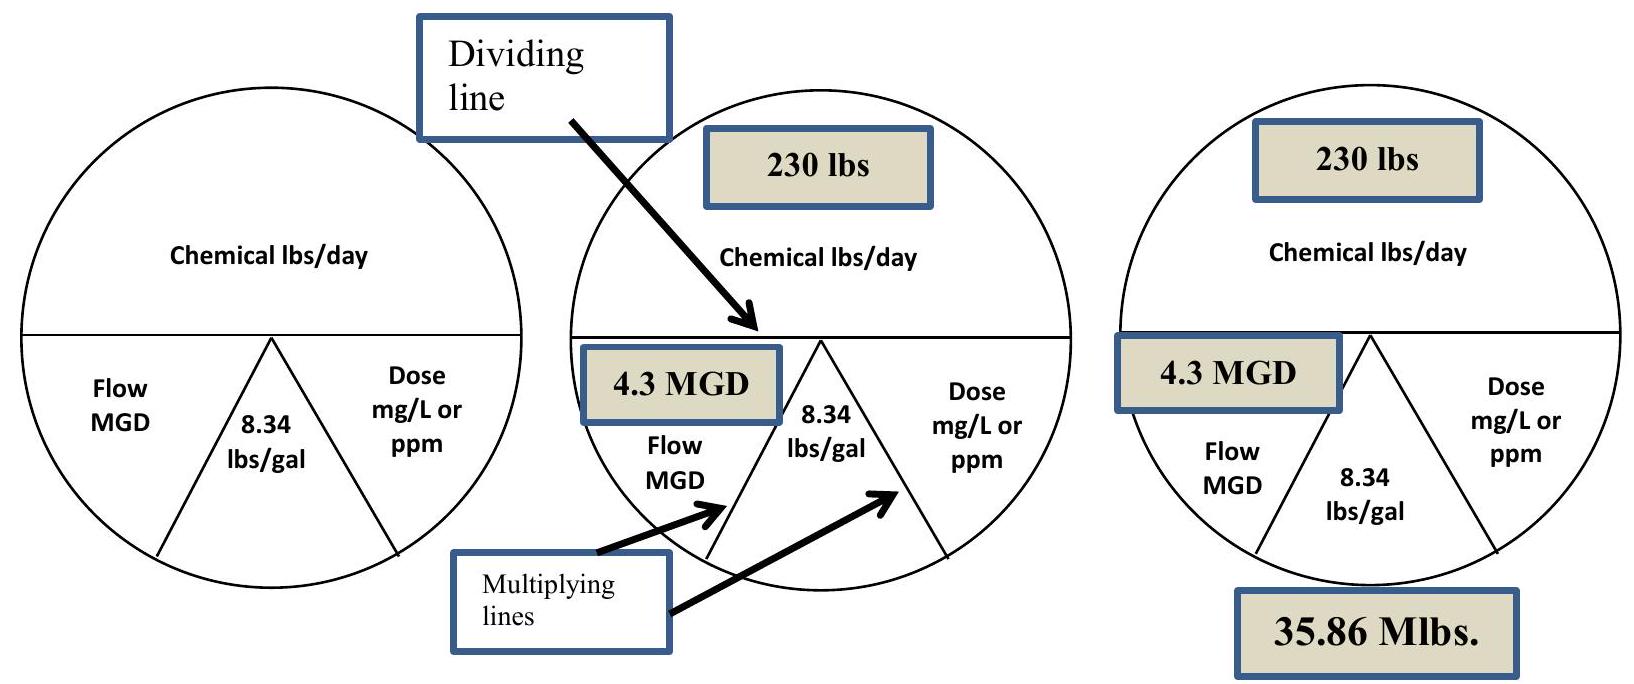 Chemical lbs/day
Flow
MGD
8.34
lbs/gal
Dose
mg/L or
ppm
Dividing
line
230 lbs
Chemical lbs/day
4.3 MGD
Flow
MGD
8.34
lbs/gal
Dose
mg/L or
ppm
Multiplying
lines
230 lbs
Chemical lbs/day
4.3 MGD
Flow
MGD
8.34
lbs/gal
Dose
mg/L or
ppm
35.86 Mlbs.